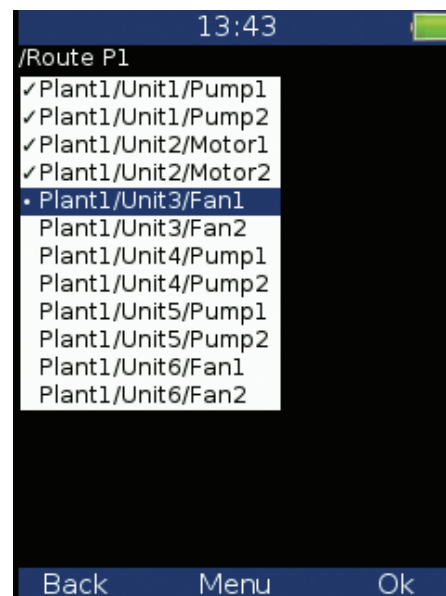 13:43
/Route P1
✓Plant1/Unit1/Pump1
✓Plant1/Unit1/Pump2
✓Plant1/Unit2/Motor1
✓Plant1/Unit2/Motor2
• Plant1/Unit3/Fan1
Plant1/Unit3/Fan2
Plant1/Unit4/Pump1
Plant1/Unit4/Pump2
Plant1/Unit5/Pump1
Plant1/Unit5/Pump2
Plant1/Unit6/Fan1
Plant1/Unit6/Fan2
Back Menu Ok